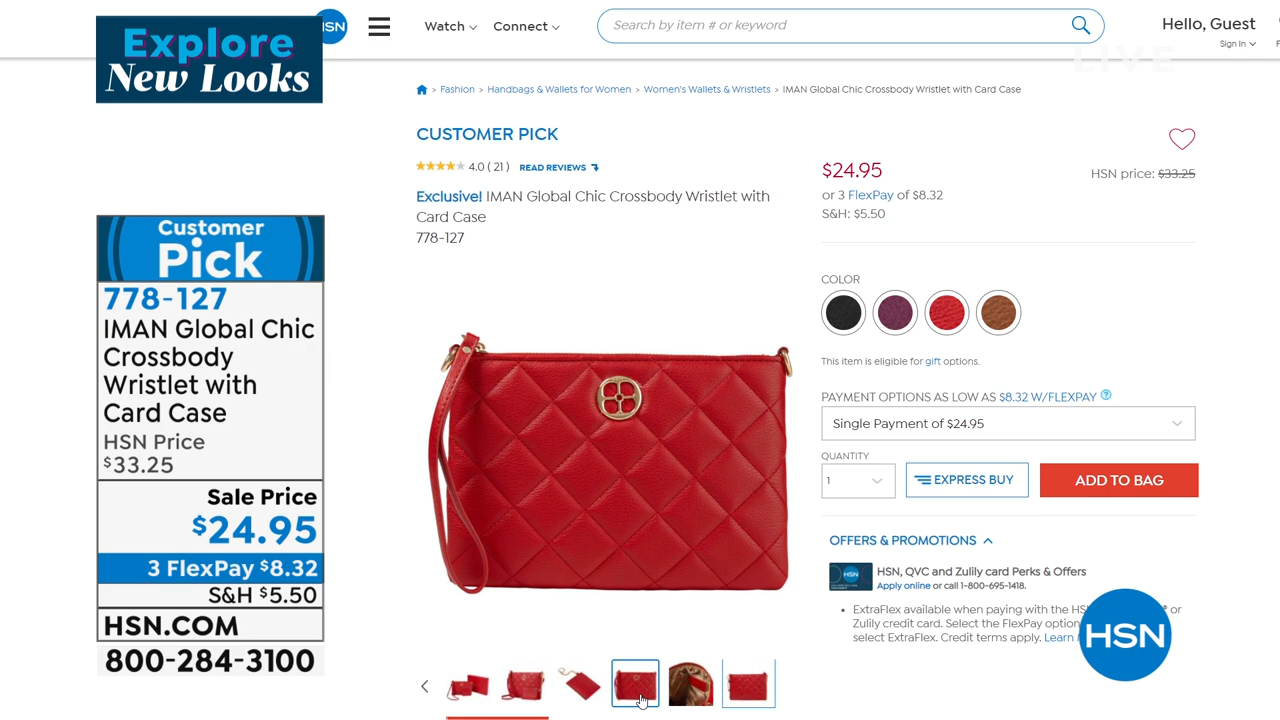 Explore
New Looks
HSN
Watch
Connect
Search by item # or keyword
Hello, Guest
Sign In
LIVE
Fashion > Handbags & Wallets for Women > Women's Wallets & Wristlets > IMAN Global Chic Crossbody Wristlet with Card Case
CUSTOMER PICK
4.0 ( 21 ) READ REVIEWS
Exclusive! IMAN Global Chic Crossbody Wristlet with
Card Case
778-127
$24.95
HSN price: $33.25
or 3 FlexPay of $8.32
S&H: $5.50
COLOR
This item is eligible for gift options.
PAYMENT OPTIONS AS LOW AS $8.32 W/FLEXPAY ?
Single Payment of $24.95
QUANTITY
1
EXPRESS BUY
ADD TO BAG
OFFERS & PROMOTIONS
HSN
HSN, QVC and Zulily card Perks & Offers
Apply online or call 1-800-695-1418.
• ExtraFlex available when paying with the or
Zulily credit card. Select the FlexPay option
select ExtraFlex. Credit terms apply. Learn
HSN
Customer
Pick
778-127
IMAN Global Chic
Crossbody
Wristlet with
Card Case
HSN Price
$33.25
Sale Price
$24.95
3 FlexPay $8.32
S&H $5.50
HSN.COM
800-284-3100